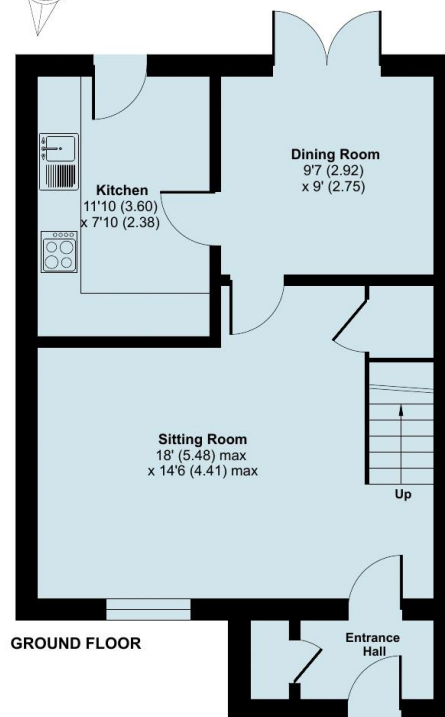 Kitchen
11'10 (3.60)
x 7'10 (2.38)
Dining Room
9'7 (2.92)
x 9' (2.75)
Sitting Room
18' (5.48) max
x 14'6 (4.41) max
Up
GROUND FLOOR
Entrance
Hall